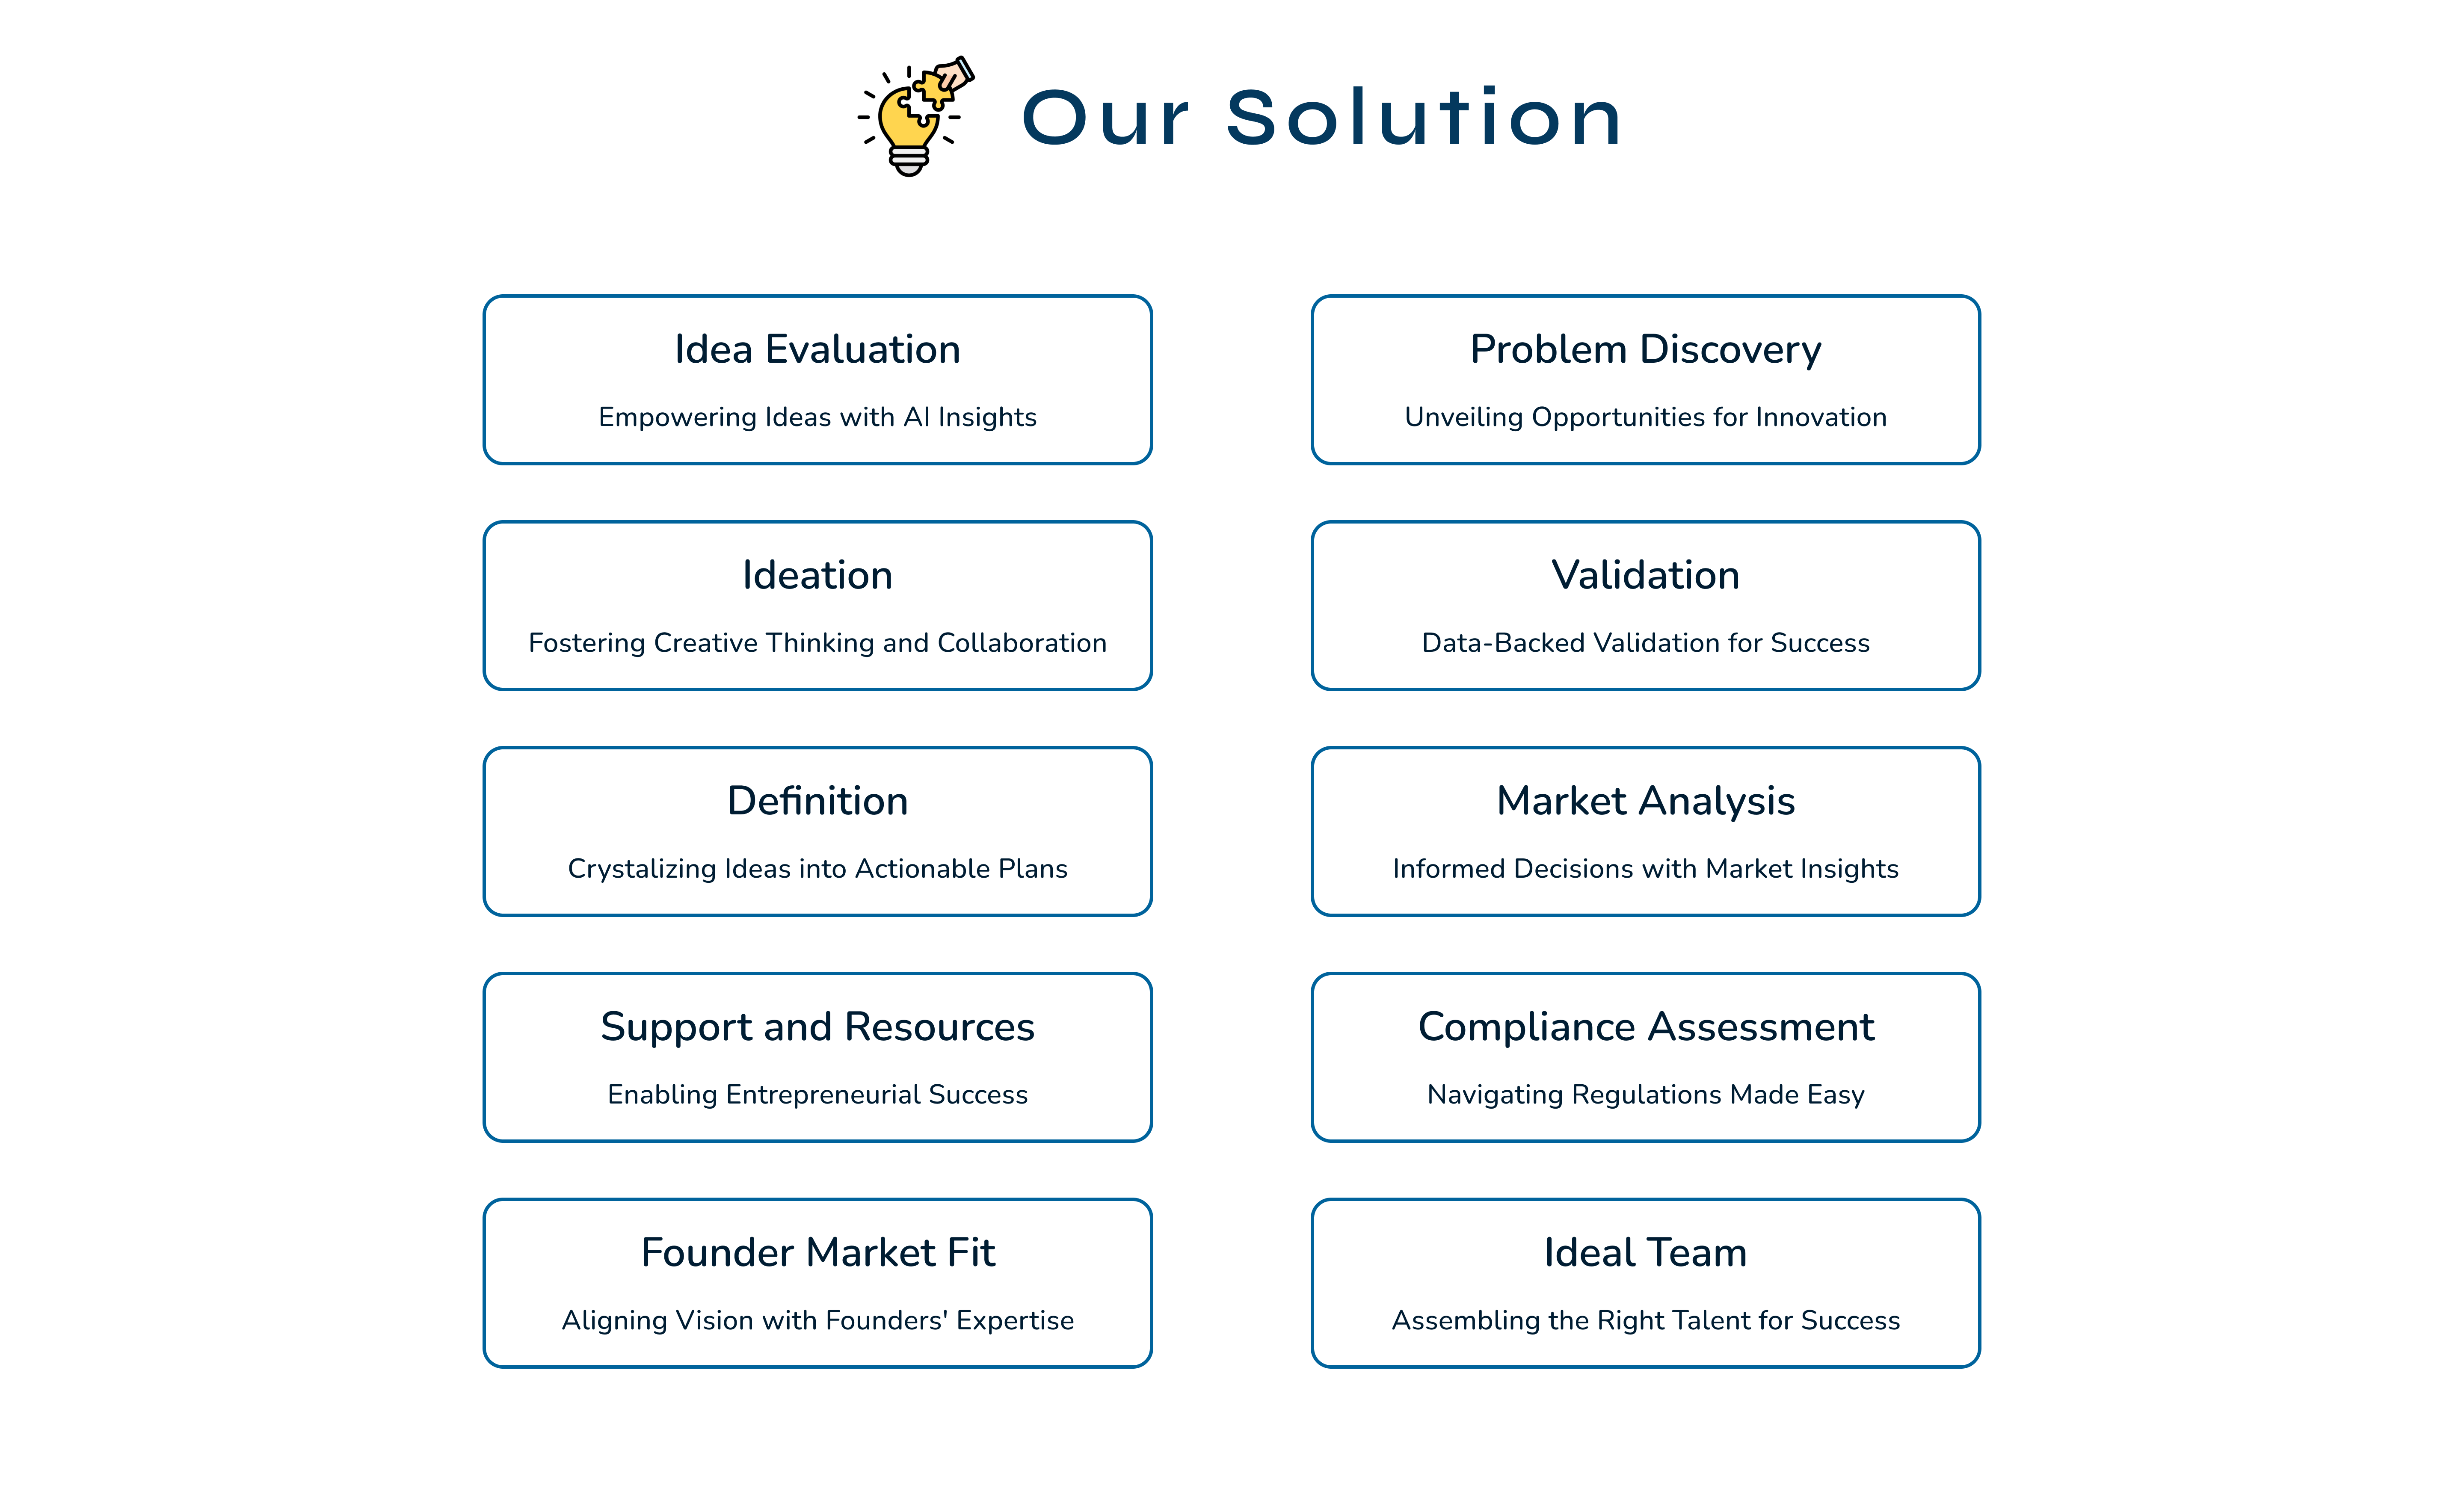 Our Solution
Idea Evaluation
Empowering Ideas with AI Insights
Problem Discovery
Unveiling Opportunities for Innovation
Ideation
Fostering Creative Thinking and Collaboration
Validation
Data-Backed Validation for Success
Definition
Crystalizing Ideas into Actionable Plans
Market Analysis
Informed Decisions with Market Insights
Support and Resources
Enabling Entrepreneurial Success
Compliance Assessment
Navigating Regulations Made Easy
Founder Market Fit
Aligning Vision with Founders' Expertise
Ideal Team
Assembling the Right Talent for Success